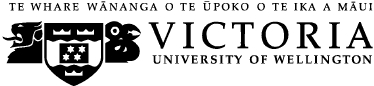 TE WHARE WĀNANGA O TE ŪPOKO O TE IKA A MĀUI
VICTORIA
UNIVERSITY OF WELLINGTON